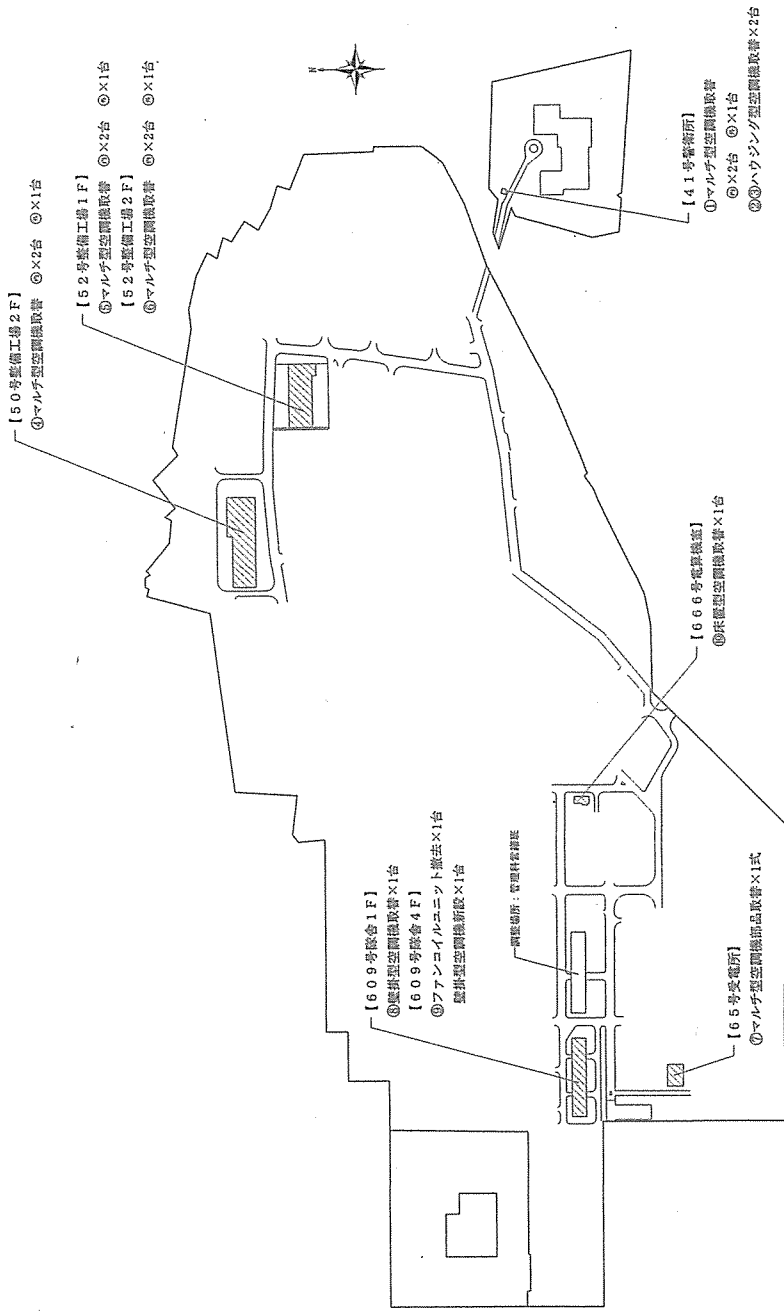 【50号整備工場2F】
④マルチ型空調機取替 ㊅×2台 ㊅×1台
【52号整備工場1F】
⑤マルチ型空調機取替 ×2台 ×1台
【52号整備工場2F】
⑥マルチ型空調機取替 ×2台 ×1台
N
【41号警衛所】
①マルチ型空調機取替
×2台 ×1台
②③ハウジング型空調機取替×2台
【666号電算機室】
⑩床置型空調機取替×1台
【609号隊舎1F】
⑧壁掛型空調機取替×1台
【609号隊舎4F】
⑨ファンコイルユニット撤去×1台
壁掛型空調機新設×1台
調整場所：管理科営繕班
【65号受電所】
⑦マルチ型空調機部品取替×1式